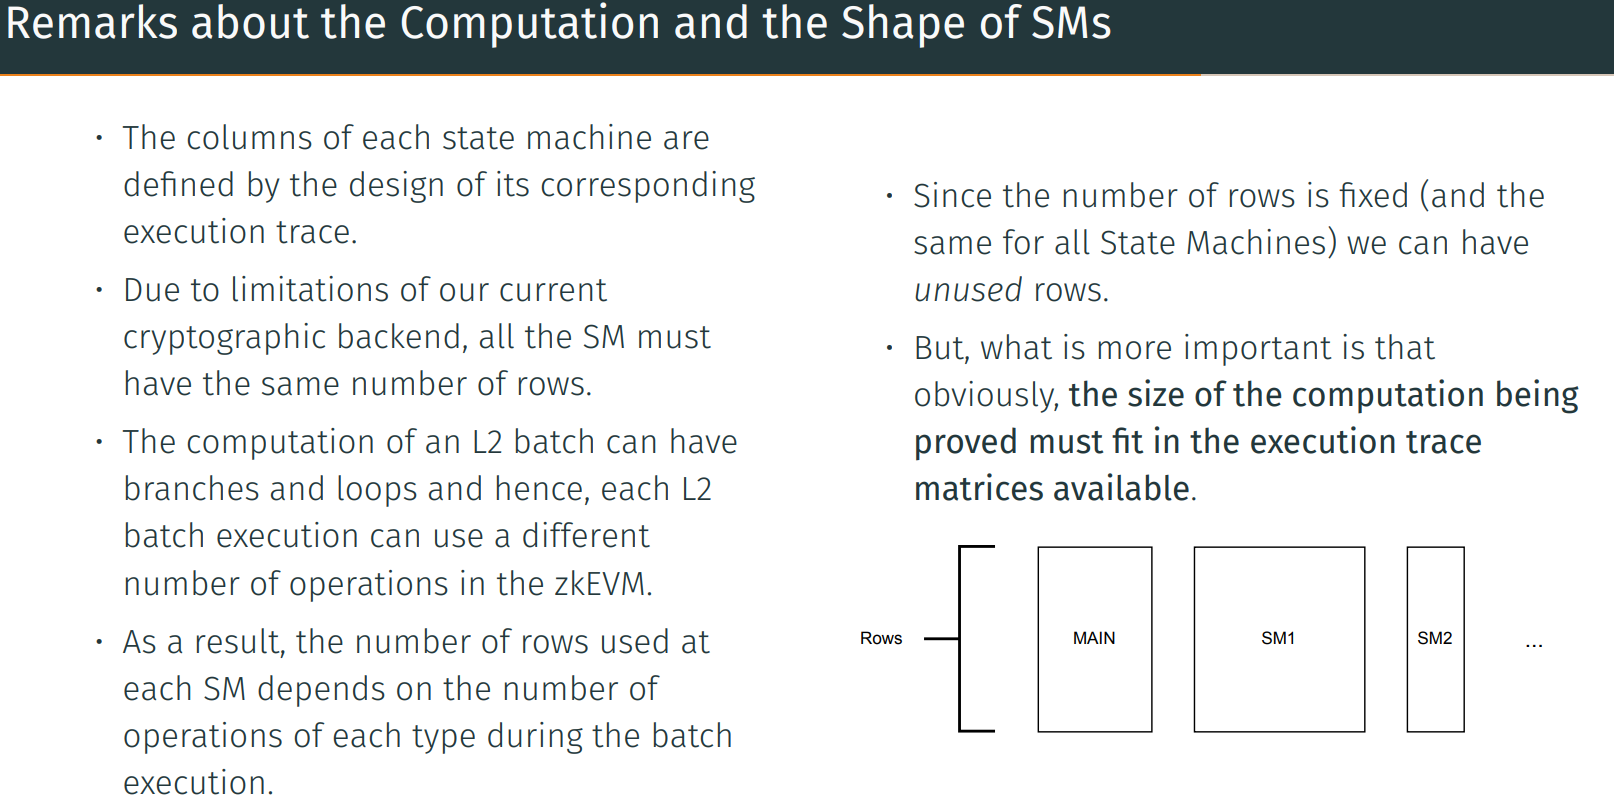 Remarks about the Computation and the Shape of SMs
• The columns of each state machine are
defined by the design of its corresponding
execution trace.
• Due to limitations of our current
cryptographic backend, all the SM must
have the same number of rows.
• The computation of an L2 batch can have
branches and loops and hence, each L2
batch execution can use a different
number of operations in the zkEVM.
• As a result, the number of rows used at
each SM depends on the number of
operations of each type during the batch
execution.
• Since the number of rows is fixed (and the
same for all State Machines) we can have
unused rows.
• But, what is more important is that
obviously, the size of the computation being
proved must fit in the execution trace
matrices available.
Rows
MAIN
SM1
SM2
...